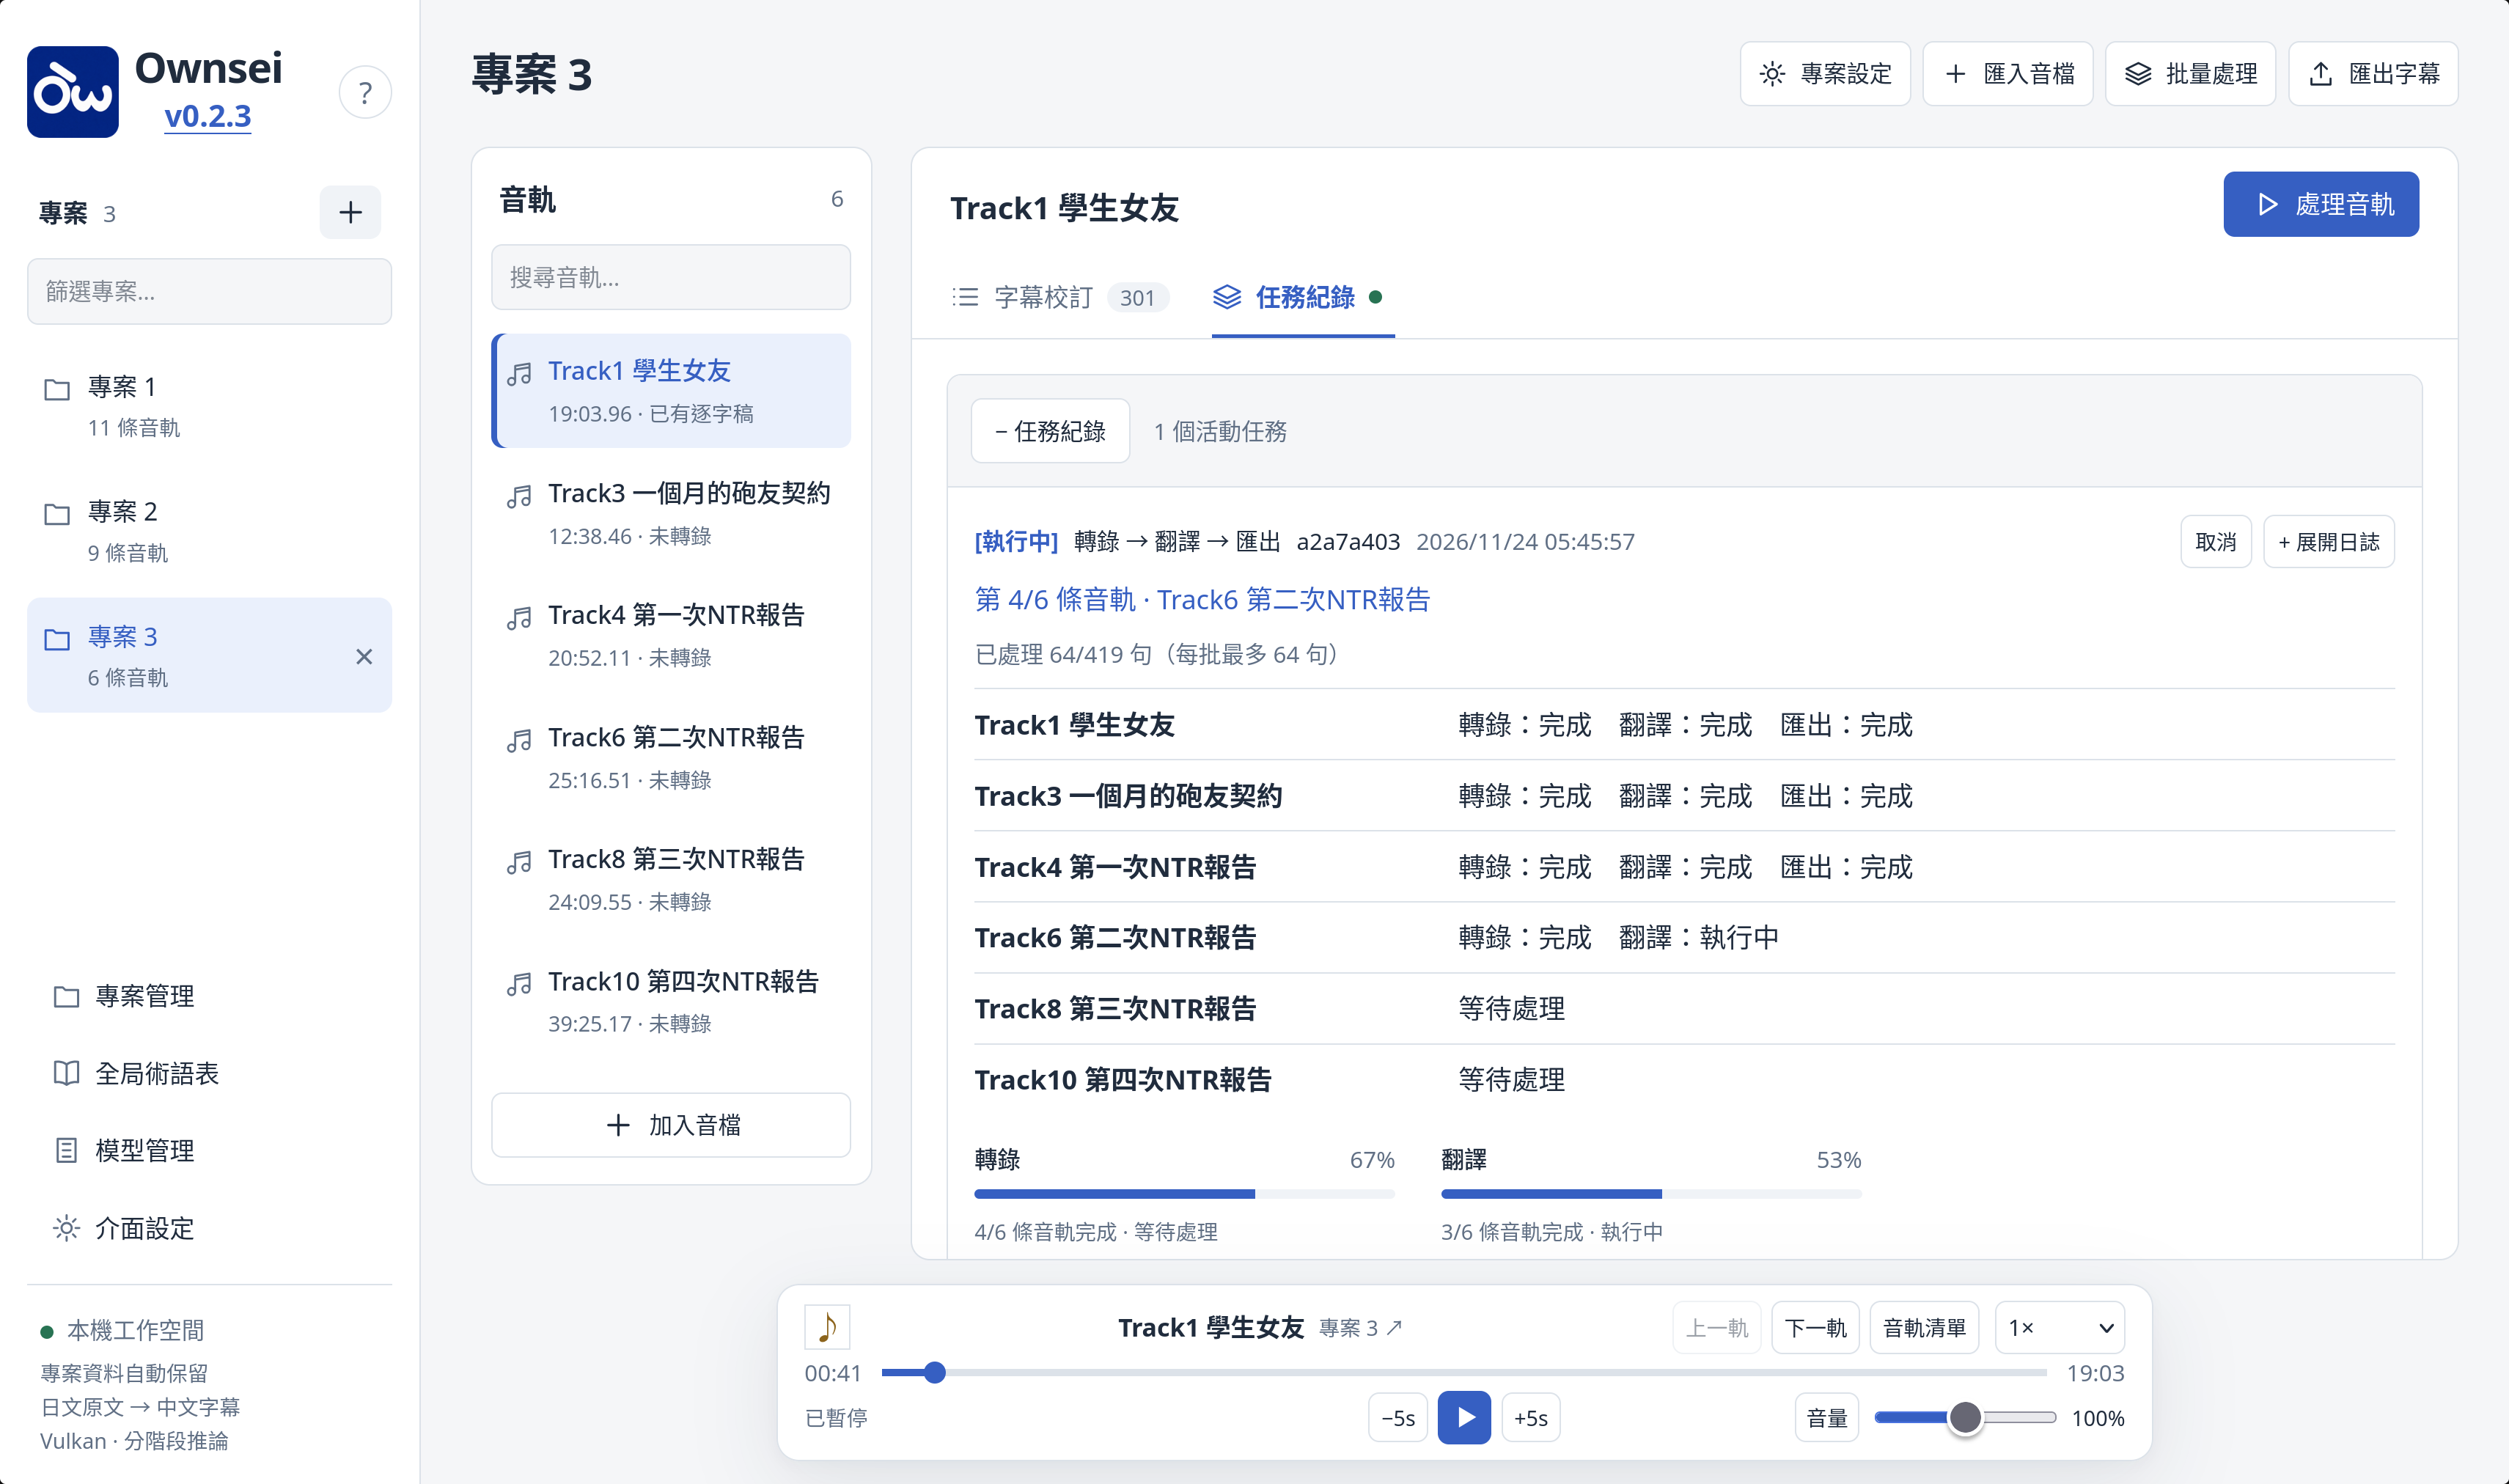 Ownsei
v0.2.3
?
專案 3
篩選專案...
專案 1
11 條音軌
專案 2
9 條音軌
專案 3
6 條音軌
專案管理
全局術語表
模型管理
介面設定
本機工作空間
專案資料自動保留
日文原文 → 中文字幕
Vulkan · 分階段推論
專案 3
專案設定
匯入音檔
批量處理
匯出字幕
音軌 6
搜尋音軌...
Track1 學生女友
19:03.96 · 已有逐字稿
Track3 一個月的砲友契約
12:38.46 · 未轉錄
Track4 第一次NTR報告
20:52.11 · 未轉錄
Track6 第二次NTR報告
25:16.51 · 未轉錄
Track8 第三次NTR報告
24:09.55 · 未轉錄
Track10 第四次NTR報告
39:25.17 · 未轉錄
加入音檔
Track1 學生女友
處理音軌
字幕校訂 301 任務紀錄
− 任務紀錄 1 個活動任務
[執行中] 轉錄 → 翻譯 → 匯出 a2a7a403 2026/11/24 05:45:57 取消 + 展開日誌
第 4/6 條音軌 · Track6 第二次NTR報告
已處理 64/419 句（每批最多 64 句）
Track1 學生女友 轉錄：完成 翻譯：完成 匯出：完成
Track3 一個月的砲友契約 轉錄：完成 翻譯：完成 匯出：完成
Track4 第一次NTR報告 轉錄：完成 翻譯：完成 匯出：完成
Track6 第二次NTR報告 轉錄：完成 翻譯：執行中
Track8 第三次NTR報告 等待處理
Track10 第四次NTR報告 等待處理
轉錄 67% 翻譯 53%
4/6 條音軌完成 · 等待處理 3/6 條音軌完成 · 執行中
Track1 學生女友 專案 3 ↗ 上一軌 下一軌 音軌清單 1×
00:41 19:03
已暫停 −5s +5s 音量 100%